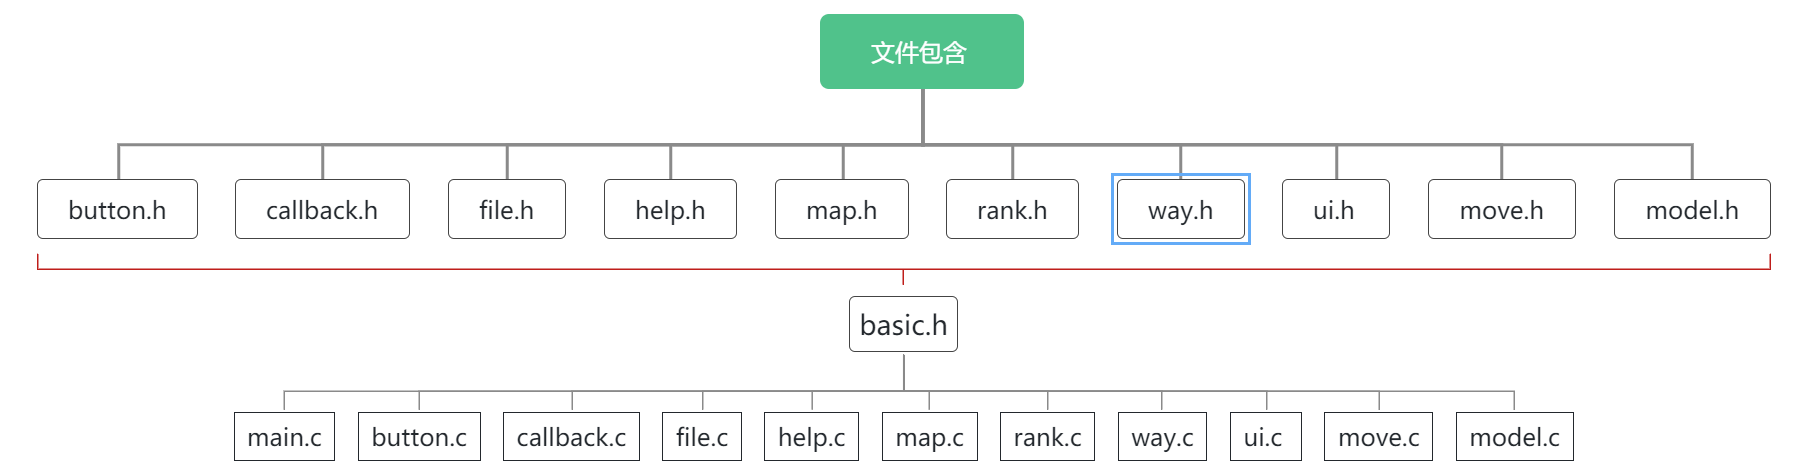 文件包含
button.h callback.h file.h help.h map.h rank.h way.h ui.h move.h model.h
basic.h
main.c button.c callback.c file.c help.c map.c rank.c way.c ui.c move.c model.c